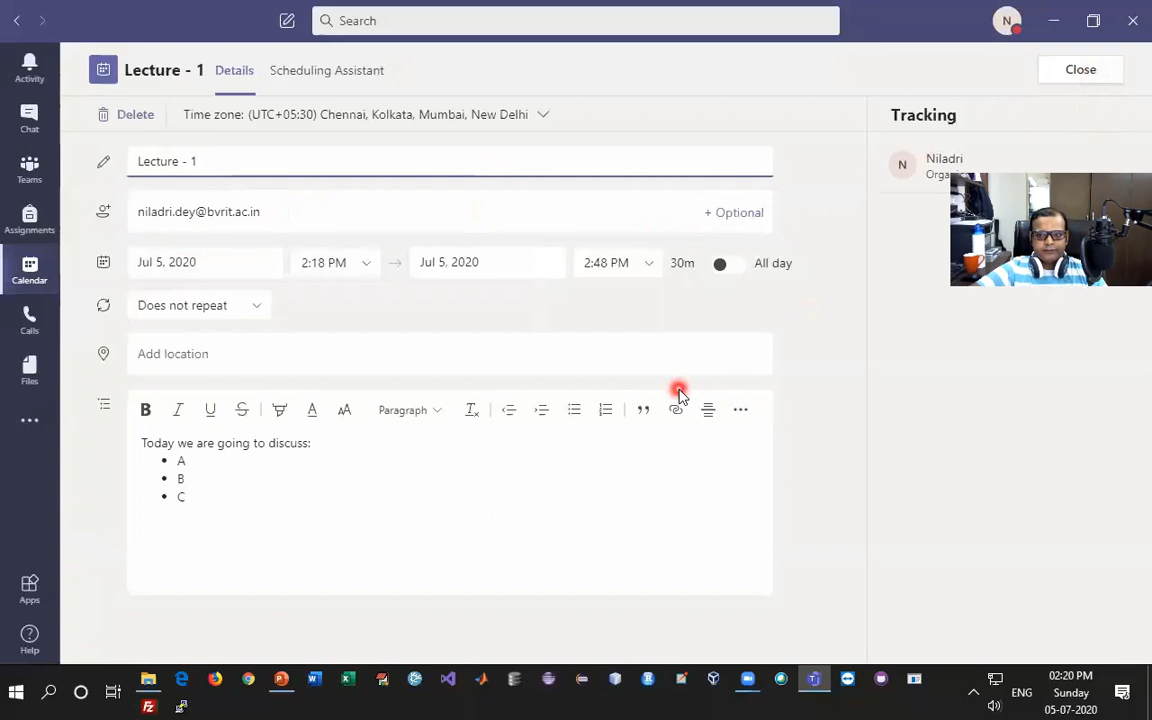 Search
N
Activity
Chat
Teams
Assignments
Calendar
Calls
Files
Apps
Help
Lecture - 1
Details
Scheduling Assistant
Close
Delete
Time zone: (UTC+05:30) Chennai, Kolkata, Mumbai, New Delhi
Tracking
Lecture - 1
N
Niladri
niladri.dey@bvrit.ac.in
+ Optional
Jul 5, 2020
2:18 PM
Jul 5, 2020
2:48 PM
30m
All day
Does not repeat
Add location
B I U S A AA Paragraph
Today we are going to discuss:
• A
• B
• C
ENG
02:20 PM
Sunday
05-07-2020